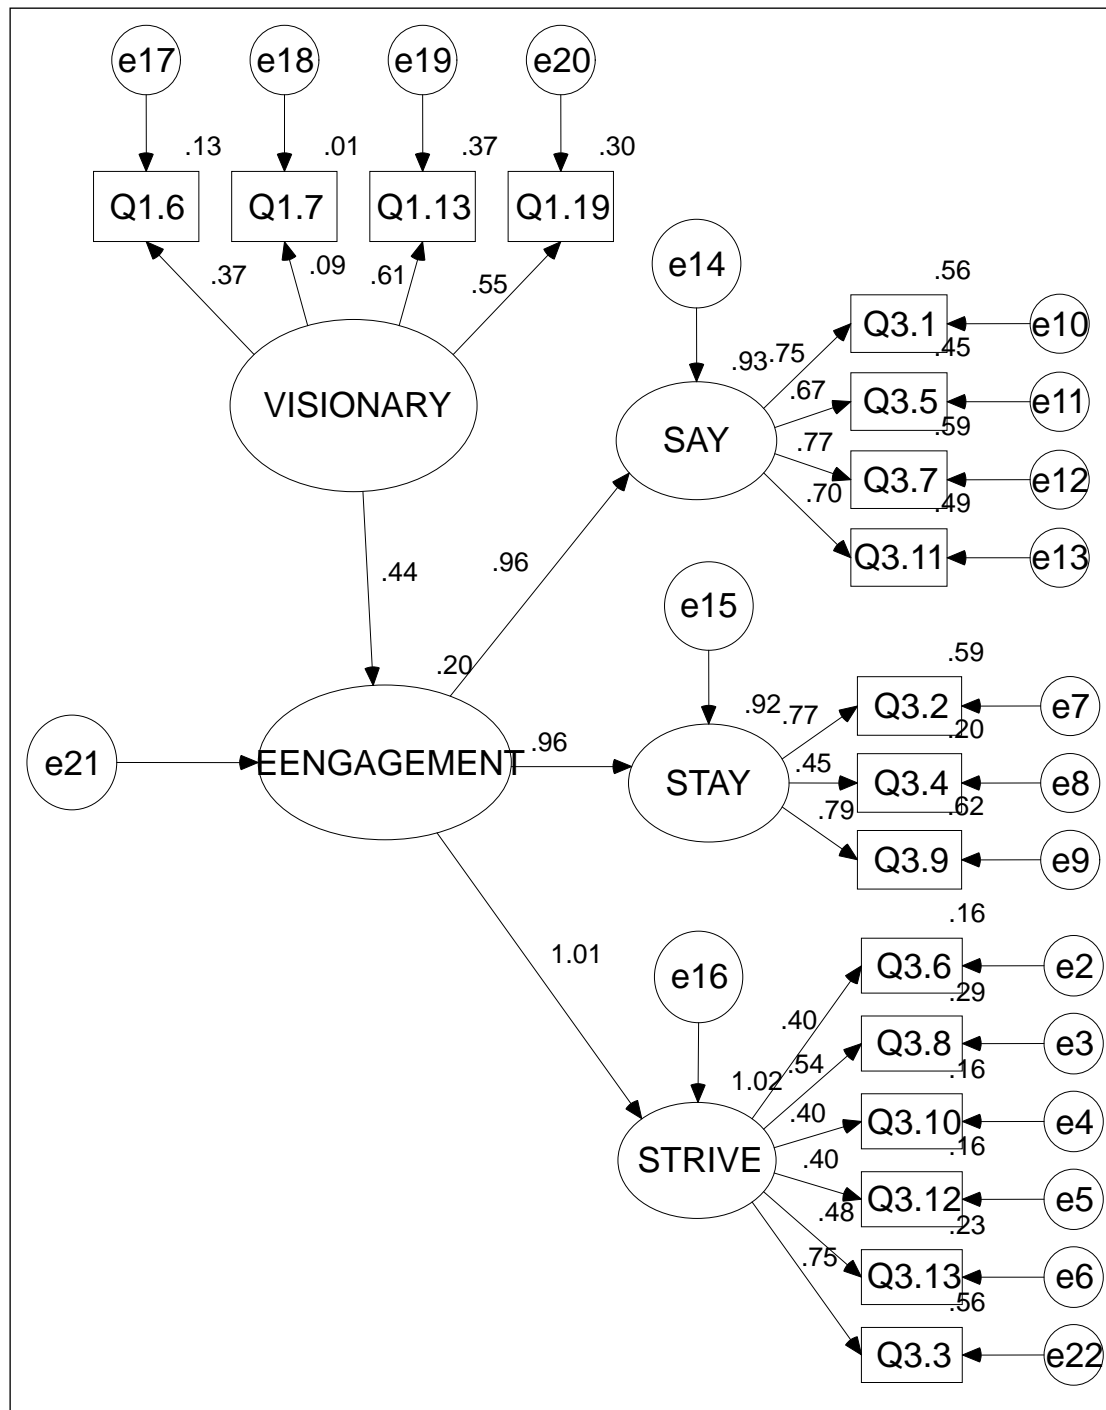 e17 e18 e19 e20
.13 .01 .37 .30
Q1.6 Q1.7 Q1.13 Q1.19
.37 .09 .61 .55
VISIONARY
.44
.20
e21
EENGAGEMENT
.96
.96
1.01
e14
.93
SAY
.75
.67
.77
.70
.56
Q3.1
e10
.45
Q3.5
e11
.59
Q3.7
e12
.49
Q3.11
e13
e15
.92
STAY
.77
.45
.79
.59
Q3.2
e7
.20
Q3.4
e8
.62
Q3.9
e9
e16
1.02
STRIVE
.40
.54
.40
.40
.48
.75
.16
Q3.6
e2
.29
Q3.8
e3
.16
Q3.10
e4
.16
Q3.12
e5
.23
Q3.13
e6
.56
Q3.3
e22